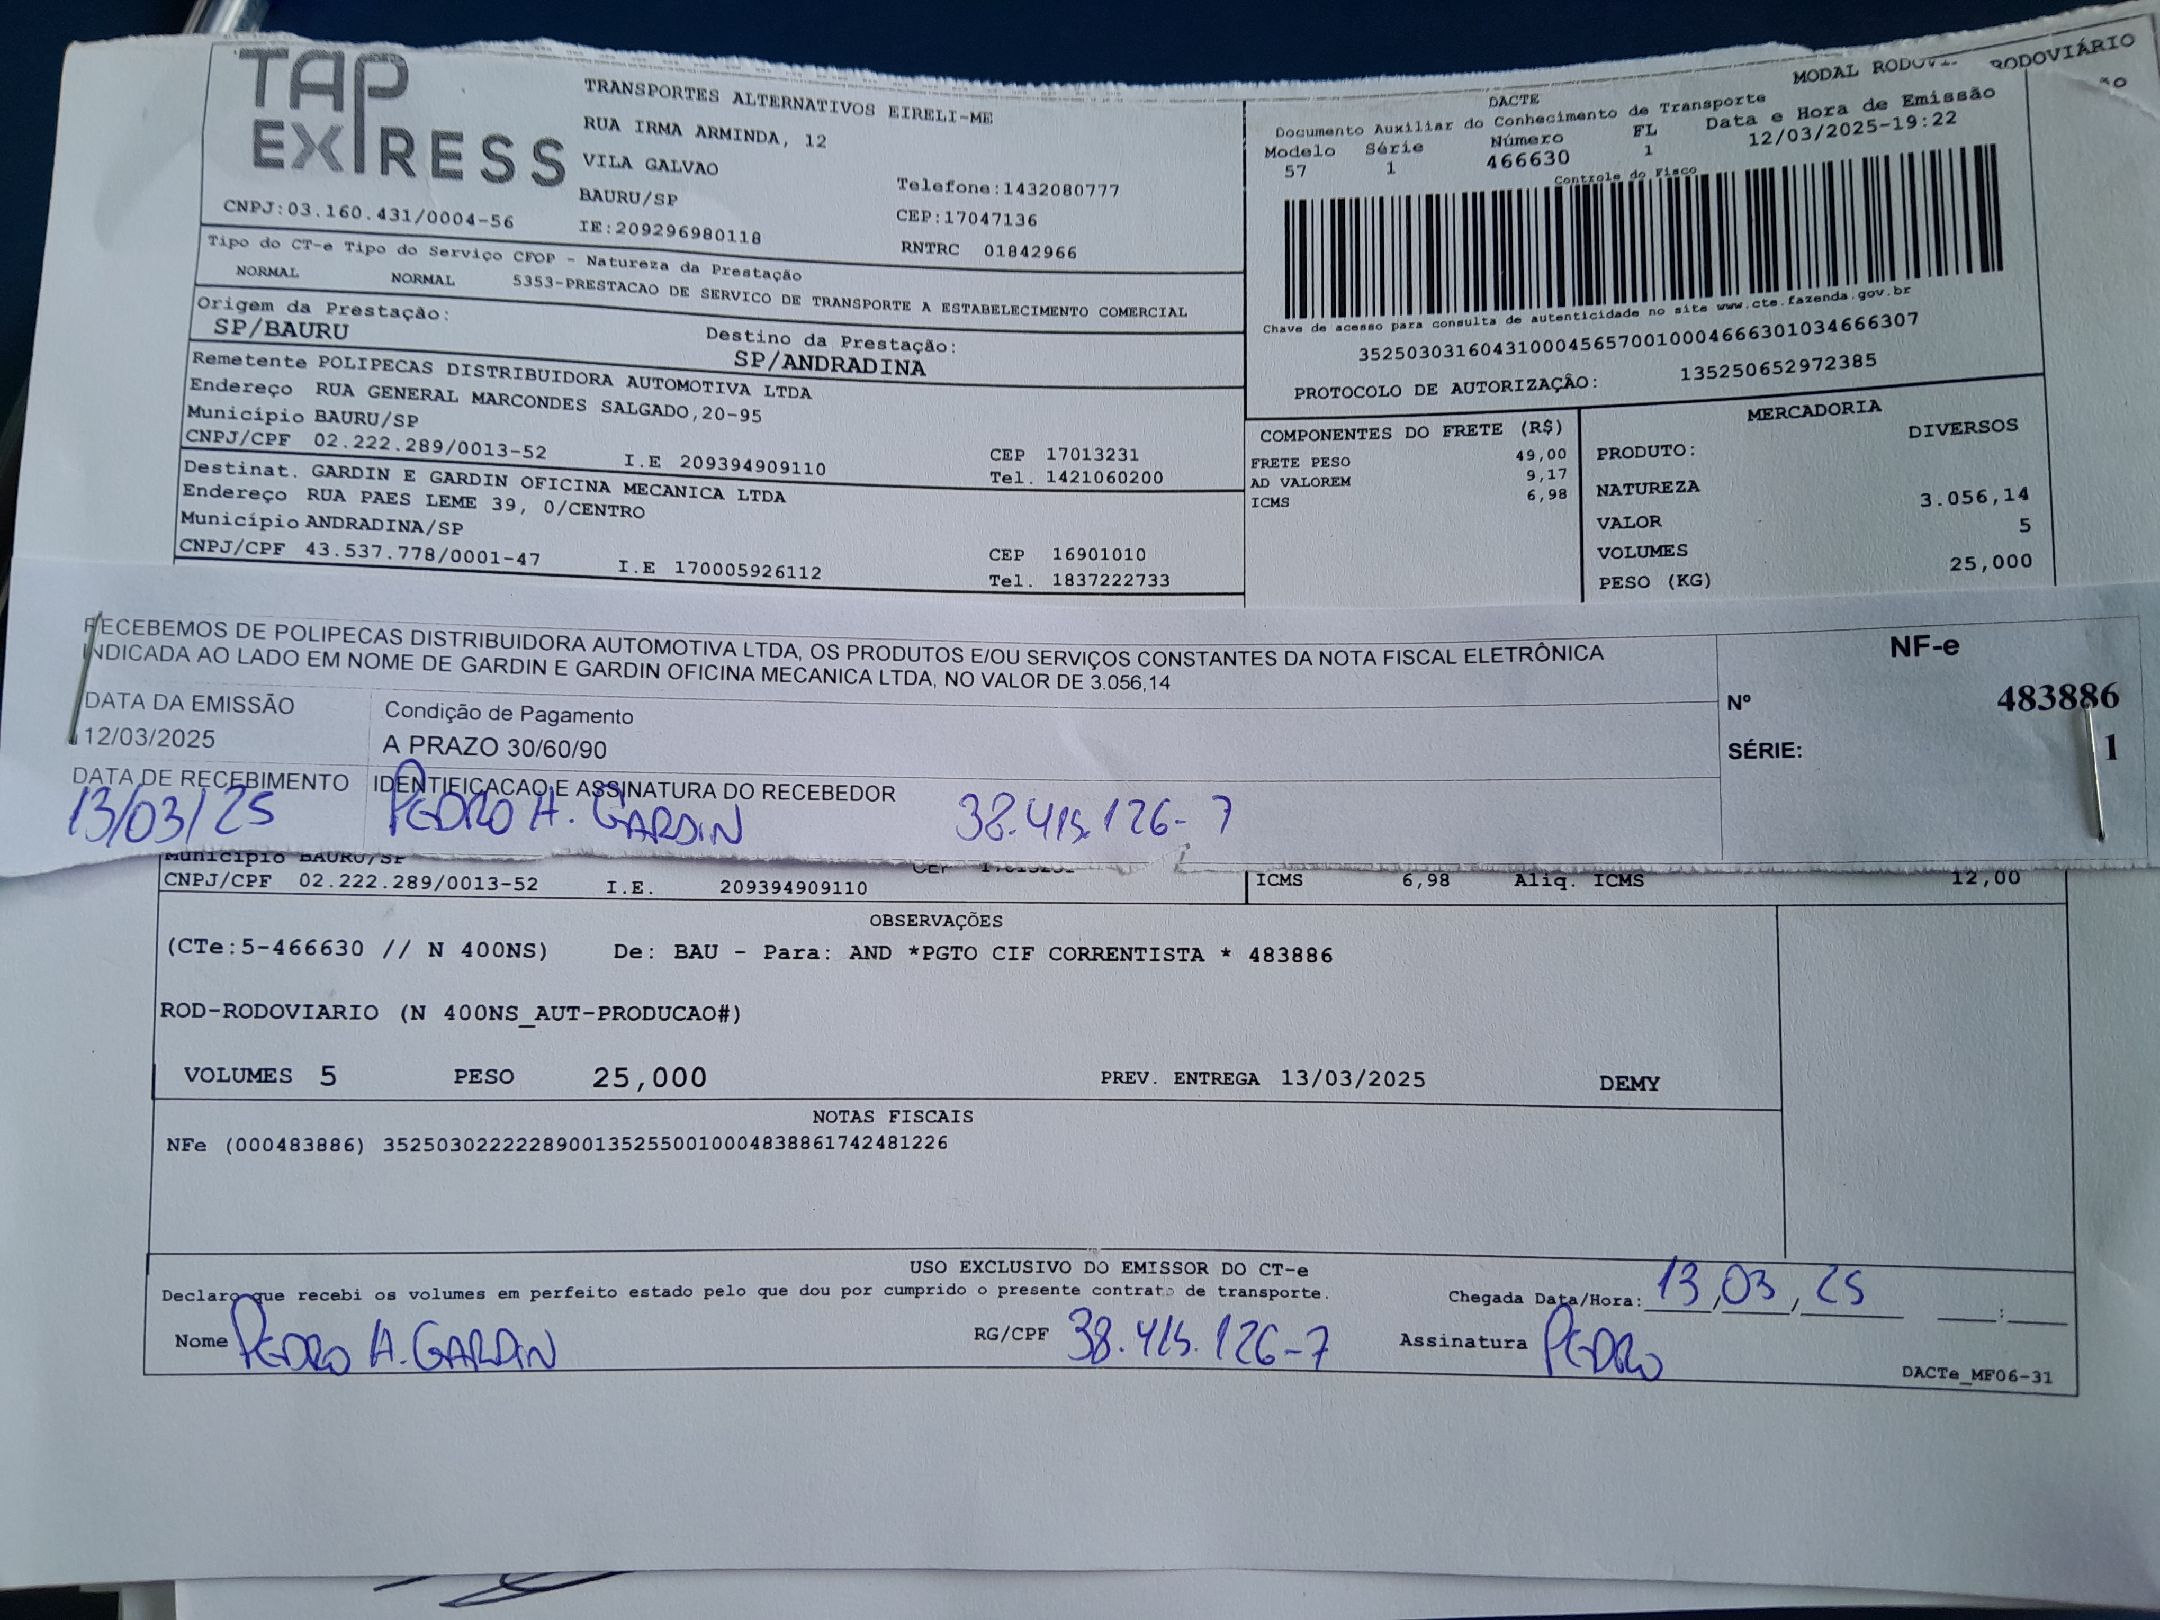 TAP EXPRESS
TRANSPORTES ALTERNATIVOS EIRELI-ME
RUA IRMA ARMINDA, 12
VILA GALVAO
BAURU/SP
Telefone:1432080777
CEP:17047136
CNPJ:03.160.431/0004-56
IE:209296980118
RNTRC 01842966
Tipo do CT-e Tipo do Serviço CFOP - Natureza da Prestação
NORMAL NORMAL 5353-PRESTACAO DE SERVICO DE TRANSPORTE A ESTABELECIMENTO COMERCIAL
Origem da Prestação: Destino da Prestação:
SP/BAURU SP/ANDRADINA
Remetente POLIPECAS DISTRIBUIDORA AUTOMOTIVA LTDA
Endereço RUA GENERAL MARCONDES SALGADO,20-95
Município BAURU/SP CEP 17013231
CNPJ/CPF 02.222.289/0013-52 I.E 209394909110 Tel. 1421060200
Destinat. GARDIN E GARDIN OFICINA MECANICA LTDA
Endereço RUA PAES LEME 39, 0/CENTRO
Município ANDRADINA/SP CEP 16901010
CNPJ/CPF 43.537.778/0001-47 I.E 170005926112 Tel. 1837222733
MODAL RODOVIÁRIO
DACTE
Documento Auxiliar do Conhecimento de Transporte
Modelo Série Número FL Data e Hora de Emissão
57 1 466630 1 12/03/2025-19:22
Controle do Fisco
Chave de acesso para consulta de autenticidade no site www.cte.fazenda.gov.br
35250303160431000456570010004666301034666307
PROTOCOLO DE AUTORIZAÇÃO: 135250652972385
COMPONENTES DO FRETE (R$)
FRETE PESO 49,00
AD VALOREM 9,17
ICMS 6,98
MERCADORIA
PRODUTO: DIVERSOS
NATUREZA
VALOR 3.056,14
VOLUMES 5
PESO (KG) 25,000
RECEBEMOS DE POLIPECAS DISTRIBUIDORA AUTOMOTIVA LTDA, OS PRODUTOS E/OU SERVIÇOS CONSTANTES DA NOTA FISCAL ELETRÔNICA
INDICADA AO LADO EM NOME DE GARDIN E GARDIN OFICINA MECANICA LTDA, NO VALOR DE 3.056,14
DATA DA EMISSÃO Condição de Pagamento
12/03/2025 A PRAZO 30/60/90
DATA DE RECEBIMENTO IDENTIFICACAO E ASSINATURA DO RECEBEDOR
13/03/25 PEDRO H. GARDIN 38.415.126-7
NF-e
Nº 483886
SÉRIE: 1
Município BAURU/SP
CNPJ/CPF 02.222.289/0013-52 I.E. 209394909110 ICMS 6,98 Aliq. ICMS 12,00
OBSERVAÇÕES
(CTe:5-466630 // N 400NS) De: BAU - Para: AND *PGTO CIF CORRENTISTA * 483886
ROD-RODOVIARIO (N 400NS_AUT-PRODUCAO#)
VOLUMES 5 PESO 25,000 PREV. ENTREGA 13/03/2025 DEMY
NOTAS FISCAIS
NFe (000483886) 35250302222289001352550010004838861742481226
USO EXCLUSIVO DO EMISSOR DO CT-e
Declaro que recebi os volumes em perfeito estado pelo que dou por cumprido o presente contrato de transporte.
Chegada Data/Hora: 13/03/25 :
Nome PEDRO H. GARDIN RG/CPF 38.415.126-7 Assinatura PEDRO
DACTe_MF06-31